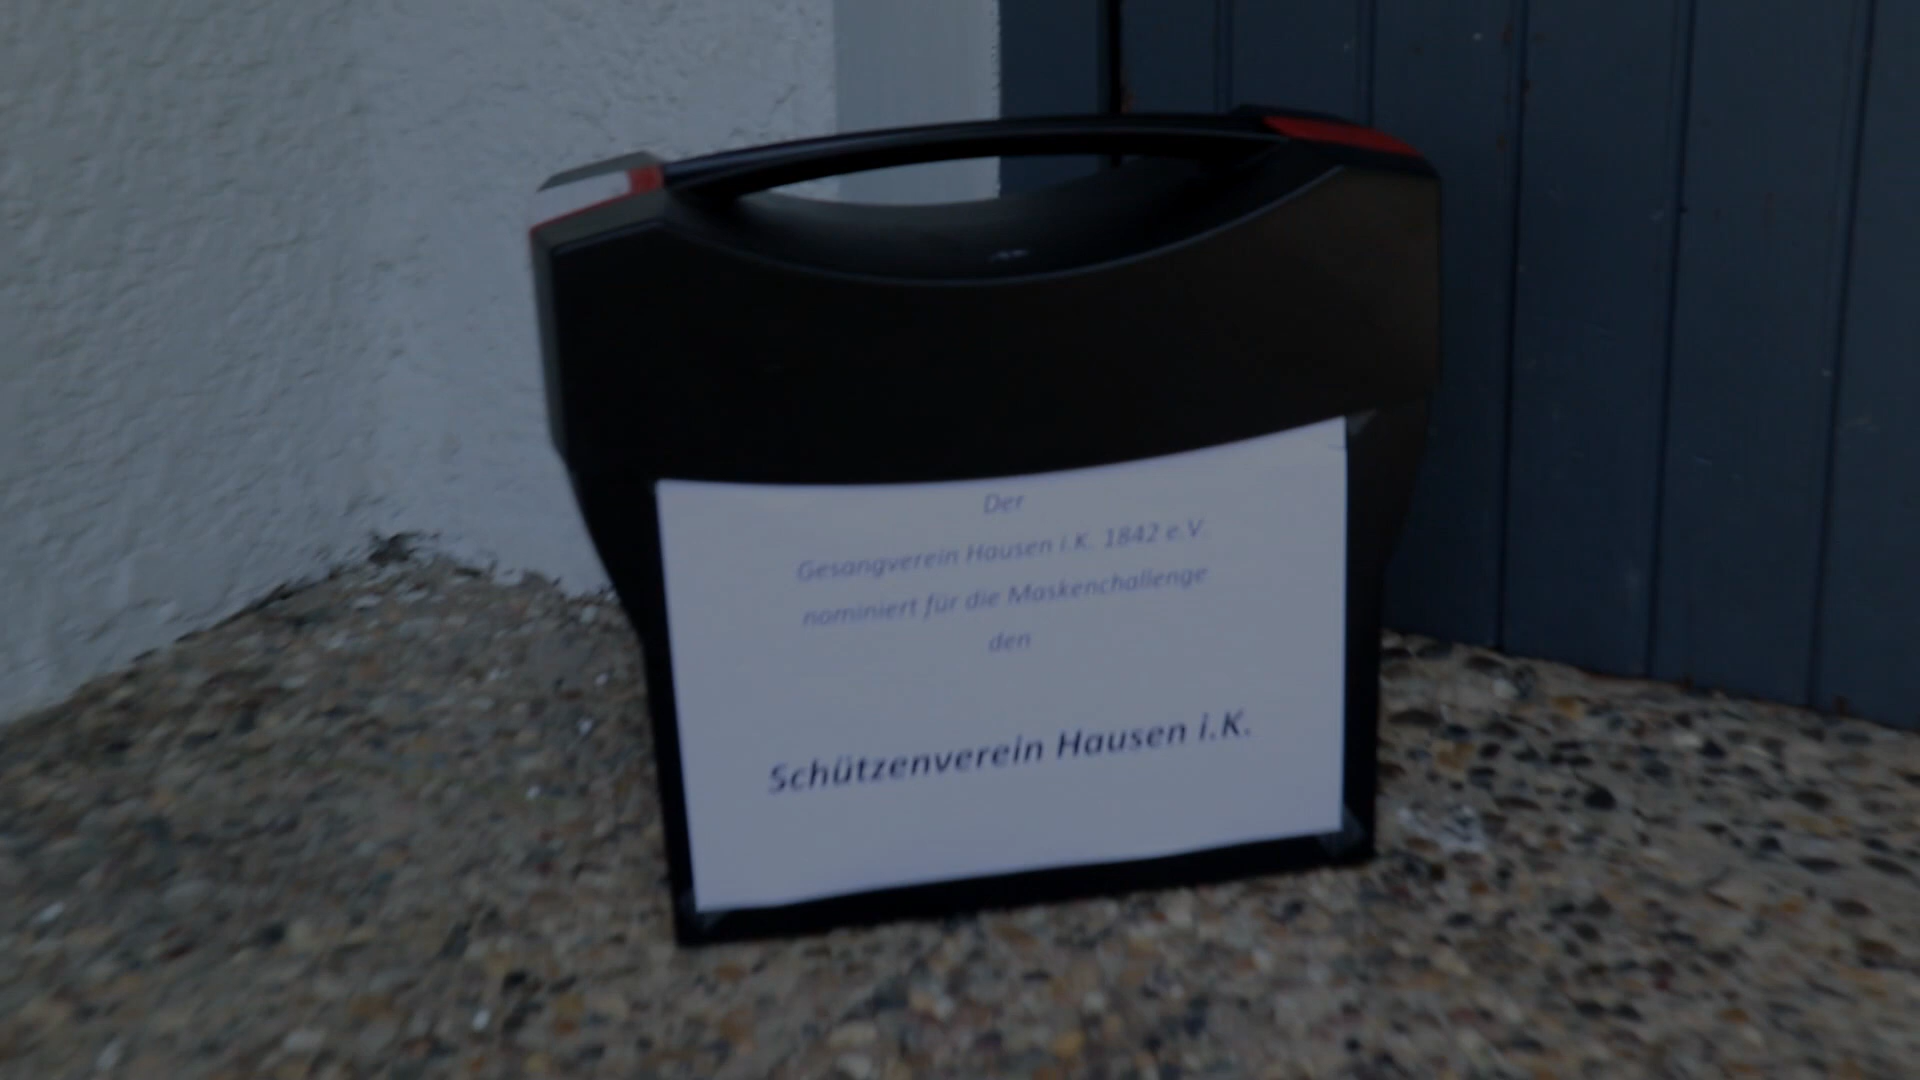 Der
Gesangverein Hausen i.K. 1842 e.V.
nominiert für die Maskenchallenge
den
Schützenverein Hausen i.K.